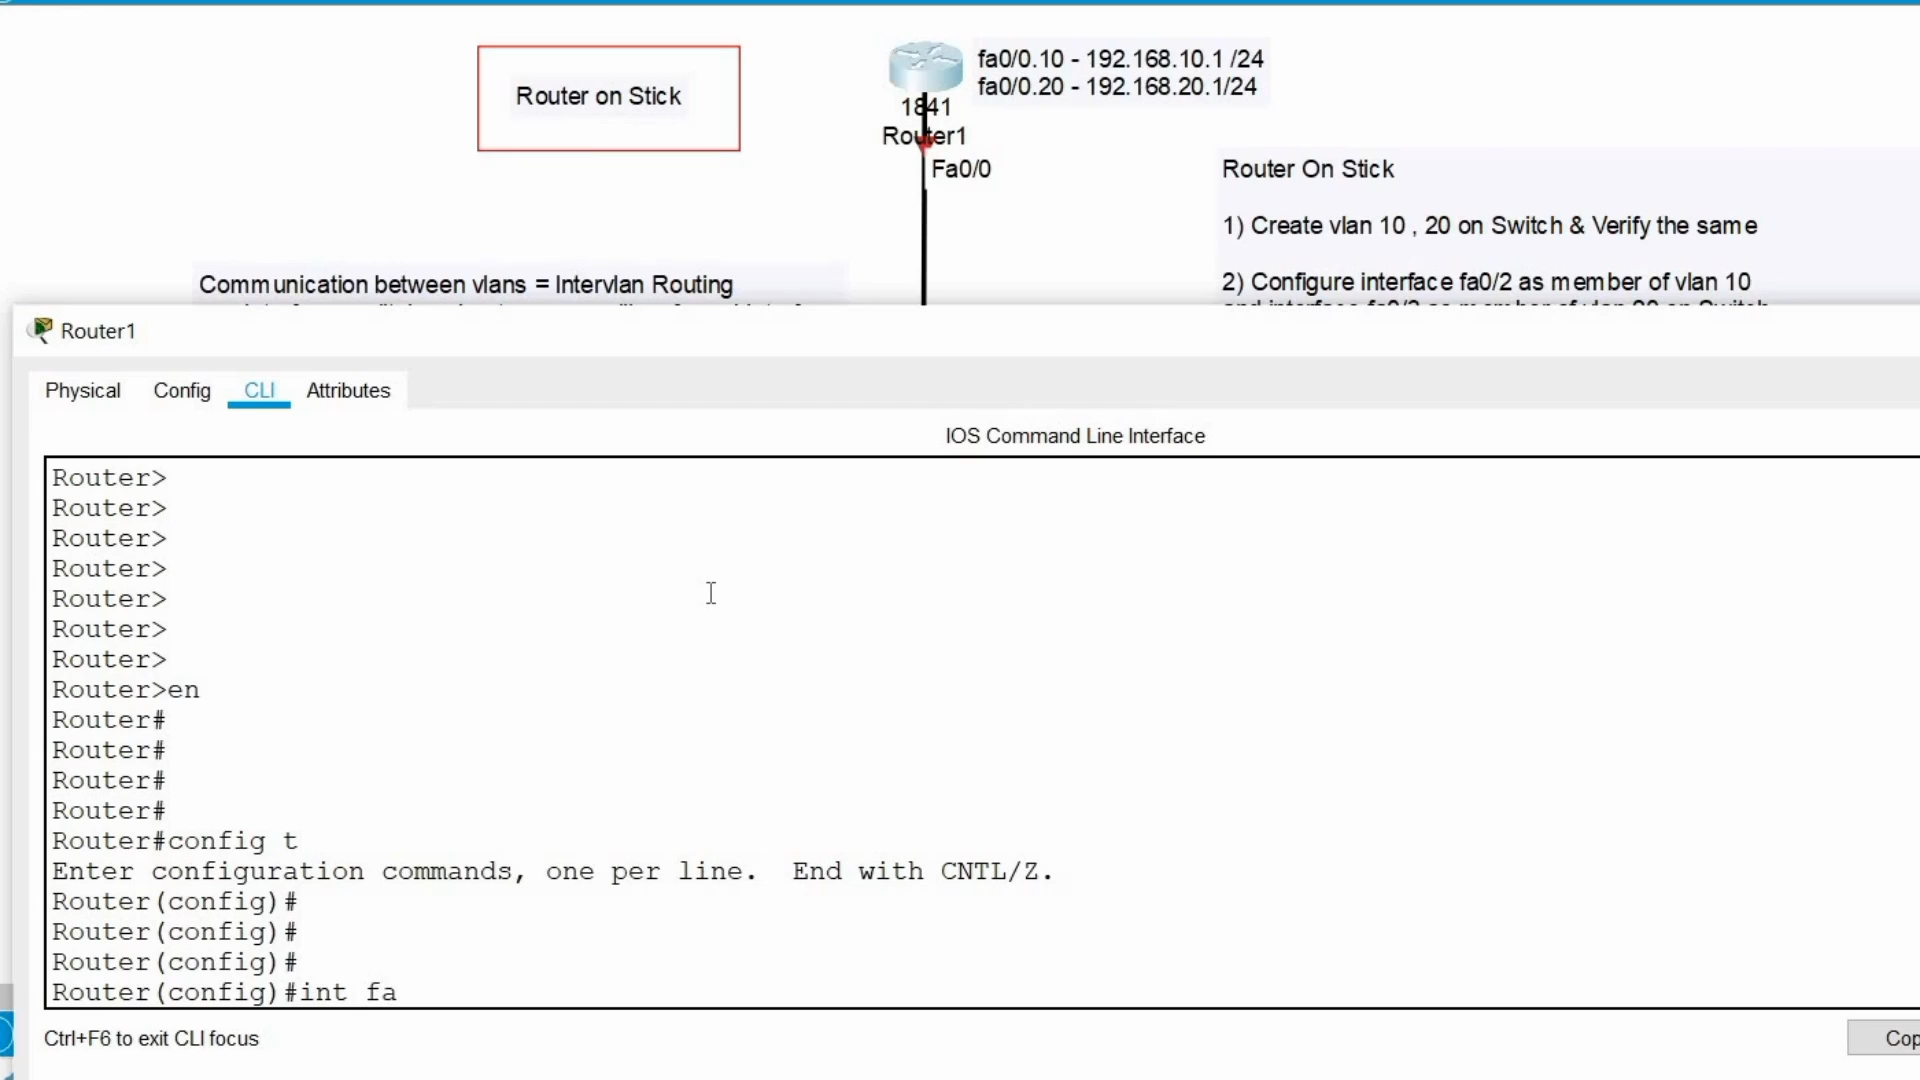 Router on Stick
fa0/0.10 - 192.168.10.1 /24
fa0/0.20 - 192.168.20.1/24
1841
Router1
Fa0/0
Router On Stick
1) Create vlan 10 , 20 on Switch & Verify the same
2) Configure interface fa0/2 as member of vlan 10
Communication between vlans = Intervlan Routing
Router1
Physical Config CLI Attributes
IOS Command Line Interface
Router>
Router>
Router>
Router>
Router>
Router>
Router>
Router>en
Router#
Router#
Router#
Router#
Router#config t
Enter configuration commands, one per line.  End with CNTL/Z.
Router(config)#
Router(config)#
Router(config)#
Router(config)#int fa
Ctrl+F6 to exit CLI focus
Cop